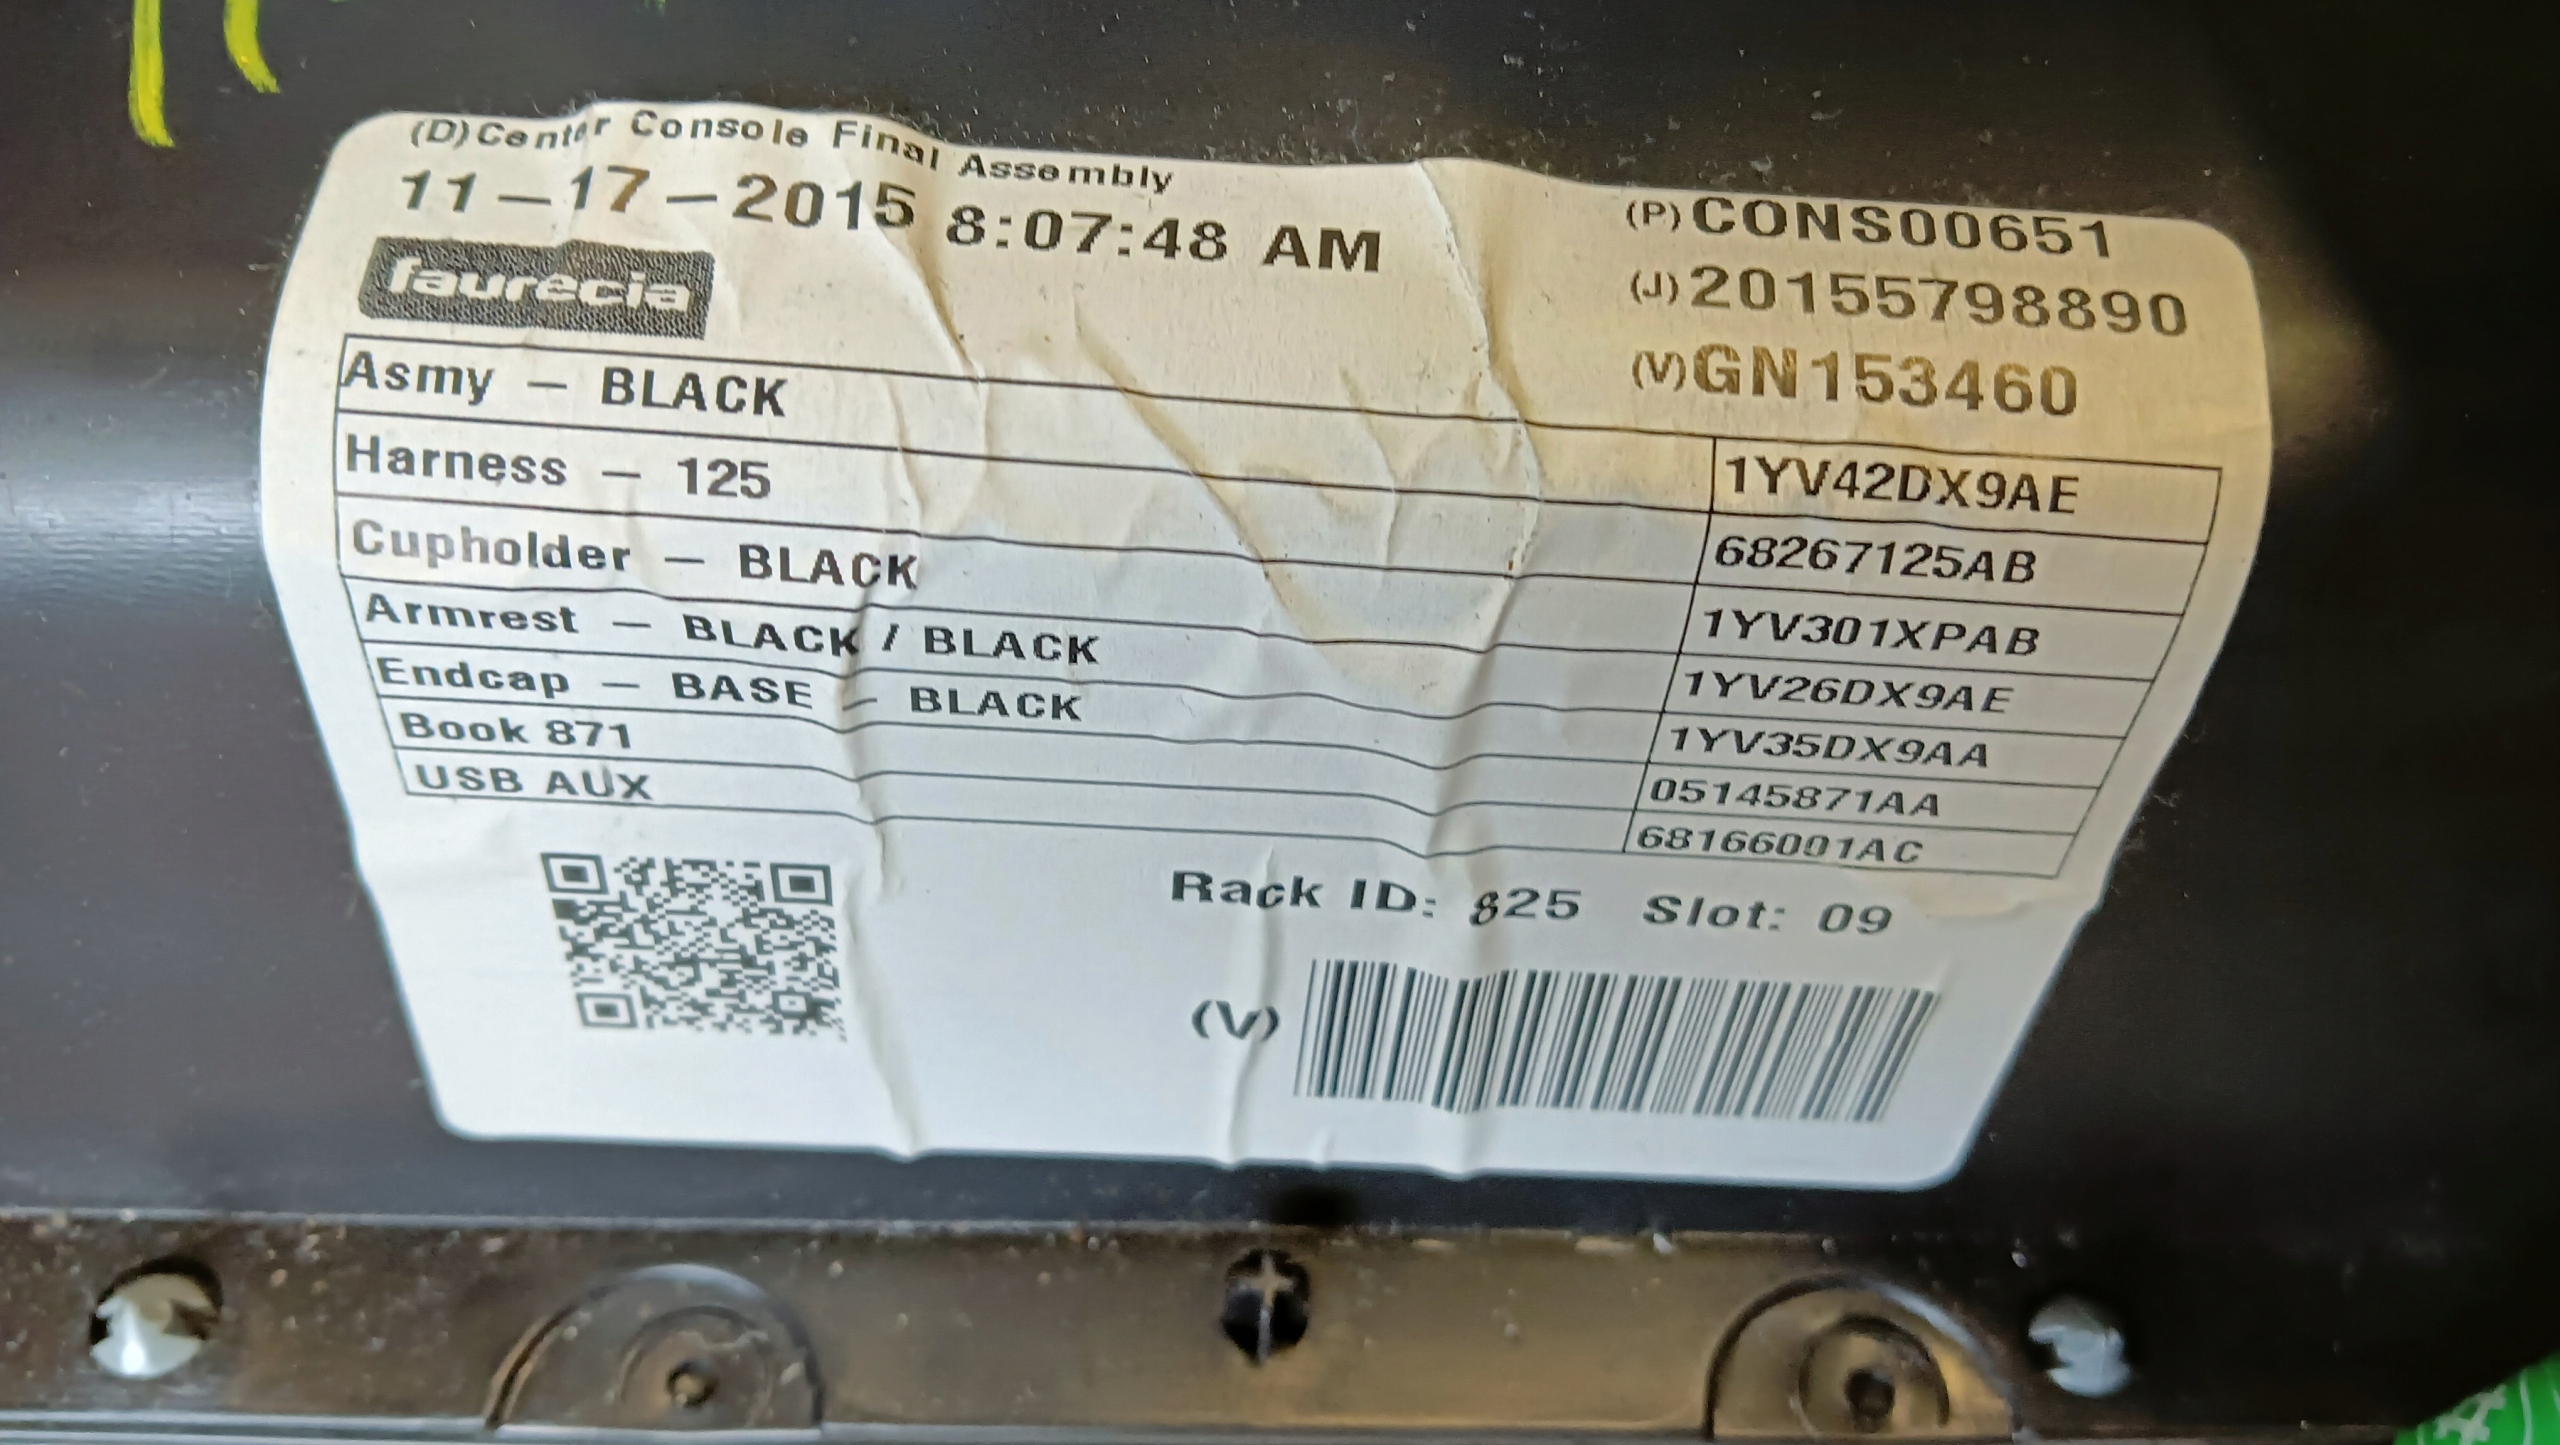 (D)Center Console Final Assembly
11-17-2015 8:07:48 AM
(P)CONS00651
faurecia
(J)20155798890
(V)GN153460
Asmy - BLACK 1YV42DX9AE
Harness - 125 68267125AB
Cupholder - BLACK 1YV301XPAB
Armrest - BLACK / BLACK 1YV26DX9AE
Endcap - BASE - BLACK 1YV35DX9AA
Book 871 05145871AA
USB AUX 68166001AC
Rack ID: 825 Slot: 09
(V)